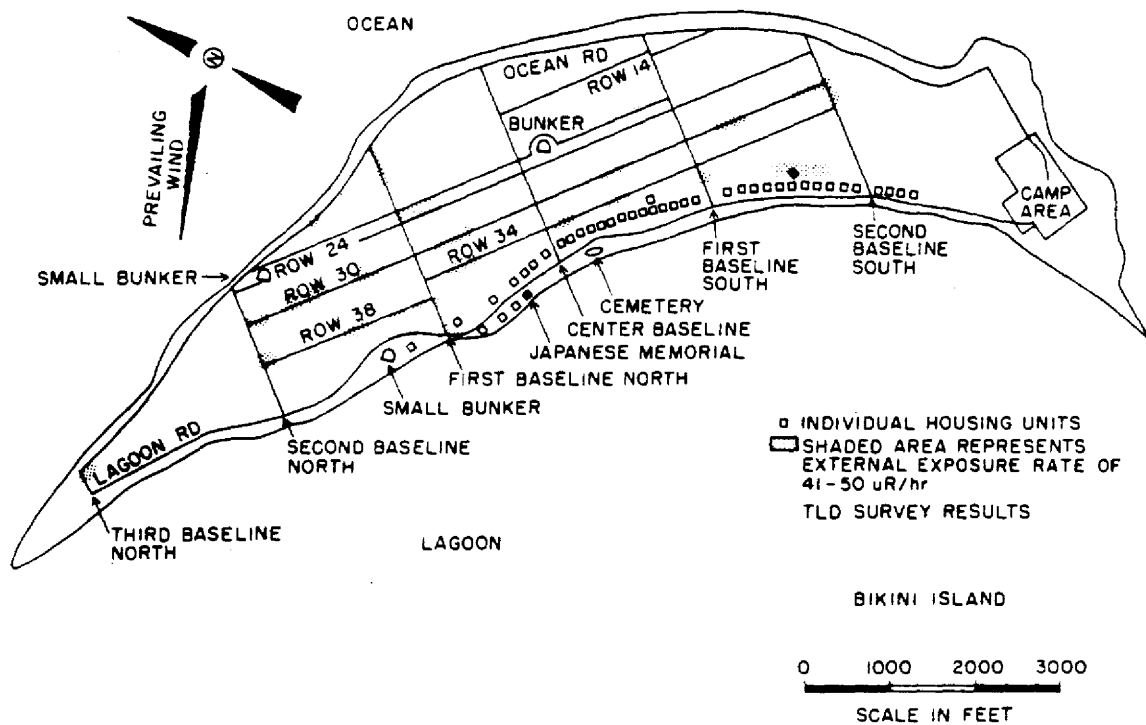 OCEAN
N
PREVAILING
WIND
OCEAN RD
ROW 14
BUNKER
CAMP
AREA
SMALL BUNKER
ROW 24
ROW 30
ROW 34
ROW 38
FIRST
BASELINE
SOUTH
SECOND
BASELINE
SOUTH
CEMETERY
CENTER BASELINE
JAPANESE MEMORIAL
FIRST BASELINE NORTH
SMALL BUNKER
SECOND BASELINE
NORTH
LAGOON RD
THIRD BASELINE
NORTH
LAGOON
INDIVIDUAL HOUSING UNITS
SHADED AREA REPRESENTS
EXTERNAL EXPOSURE RATE OF
41-50 uR/hr
TLD SURVEY RESULTS
BIKINI ISLAND
0 1000 2000 3000
SCALE IN FEET